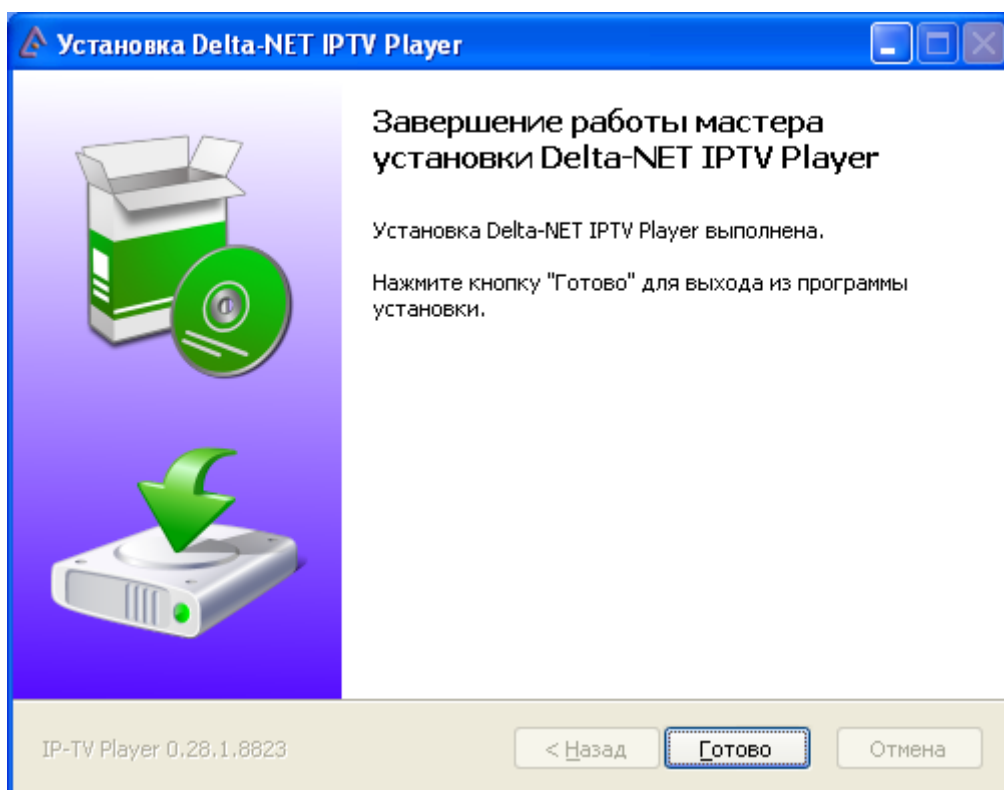 Установка Delta-NET IPTV Player
Завершение работы мастера
установки Delta-NET IPTV Player
Установка Delta-NET IPTV Player выполнена.
Нажмите кнопку "Готово" для выхода из программы
установки.
IP-TV Player 0.28.1.8823
< Назад
Готово
Отмена